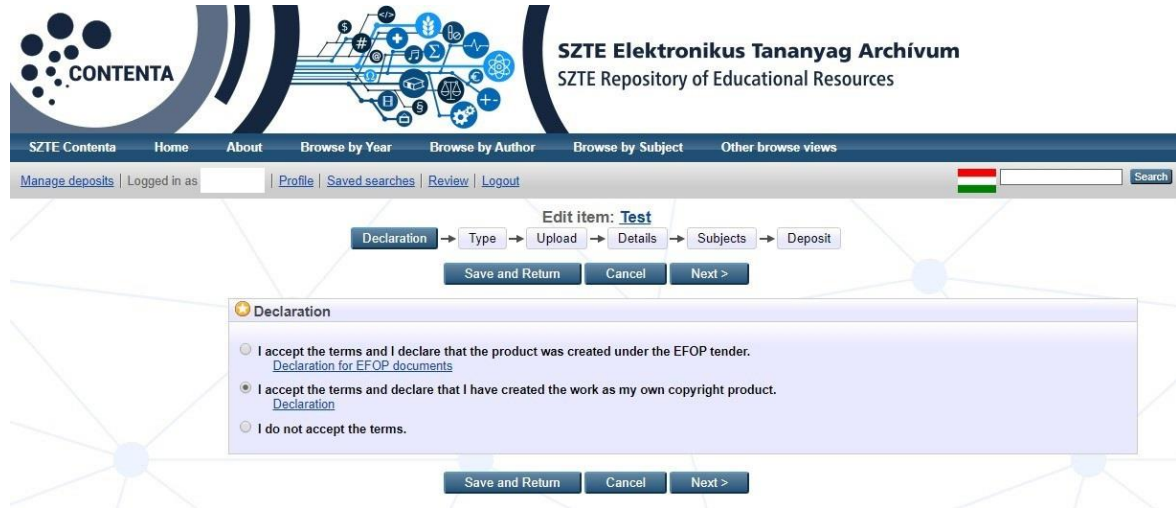 CONTENTA
SZTE Elektronikus Tananyag Archívum
SZTE Repository of Educational Resources
SZTE Contenta Home About Browse by Year Browse by Author Browse by Subject Other browse views
Manage deposits | Logged in as | Profile | Saved searches | Review | Logout Search
Edit item: Test
Declaration → Type → Upload → Details → Subjects → Deposit
Save and Return Cancel Next >
Declaration
I accept the terms and I declare that the product was created under the EFOP tender.
Declaration for EFOP documents
I accept the terms and declare that I have created the work as my own copyright product.
Declaration
I do not accept the terms.
Save and Return Cancel Next >